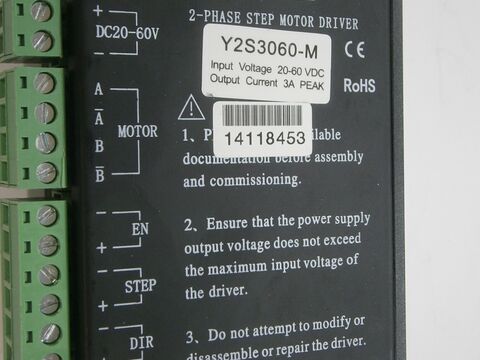 2-PHASE STEP MOTOR DRIVER
+
DC20-60V
Y2S3060-M
Input Voltage 20-60 VDC
Output Current 3A PEAK
CE
RoHS
A
A̅
MOTOR
B
B̅
14118453
1、
documentation before assembly
and commissioning.
−
EN
+
2、Ensure that the power supply
output voltage does not exceed
the maximum input voltage of
the driver.
−
STEP
+
−
DIR
3、Do not attempt to modify or
disassemble or repair the driver.